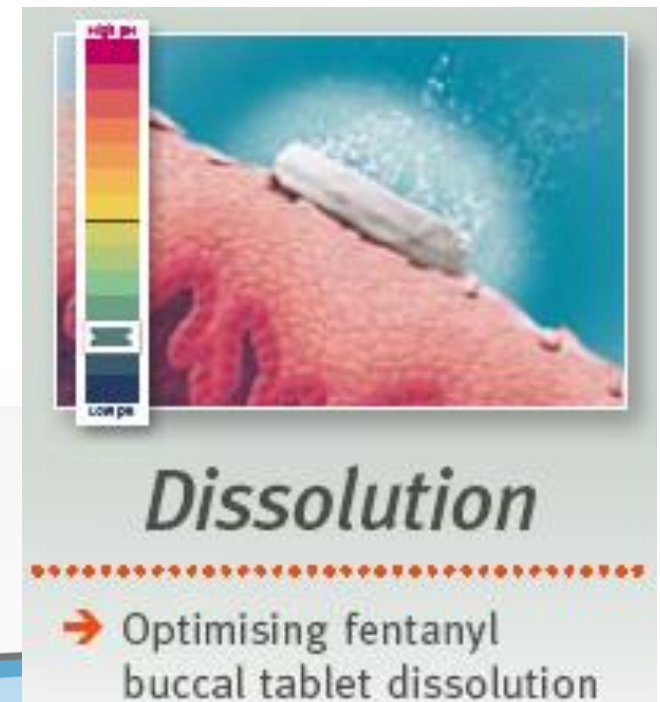 High pH
Low pH
Dissolution
➔ Optimising fentanyl
buccal tablet dissolution